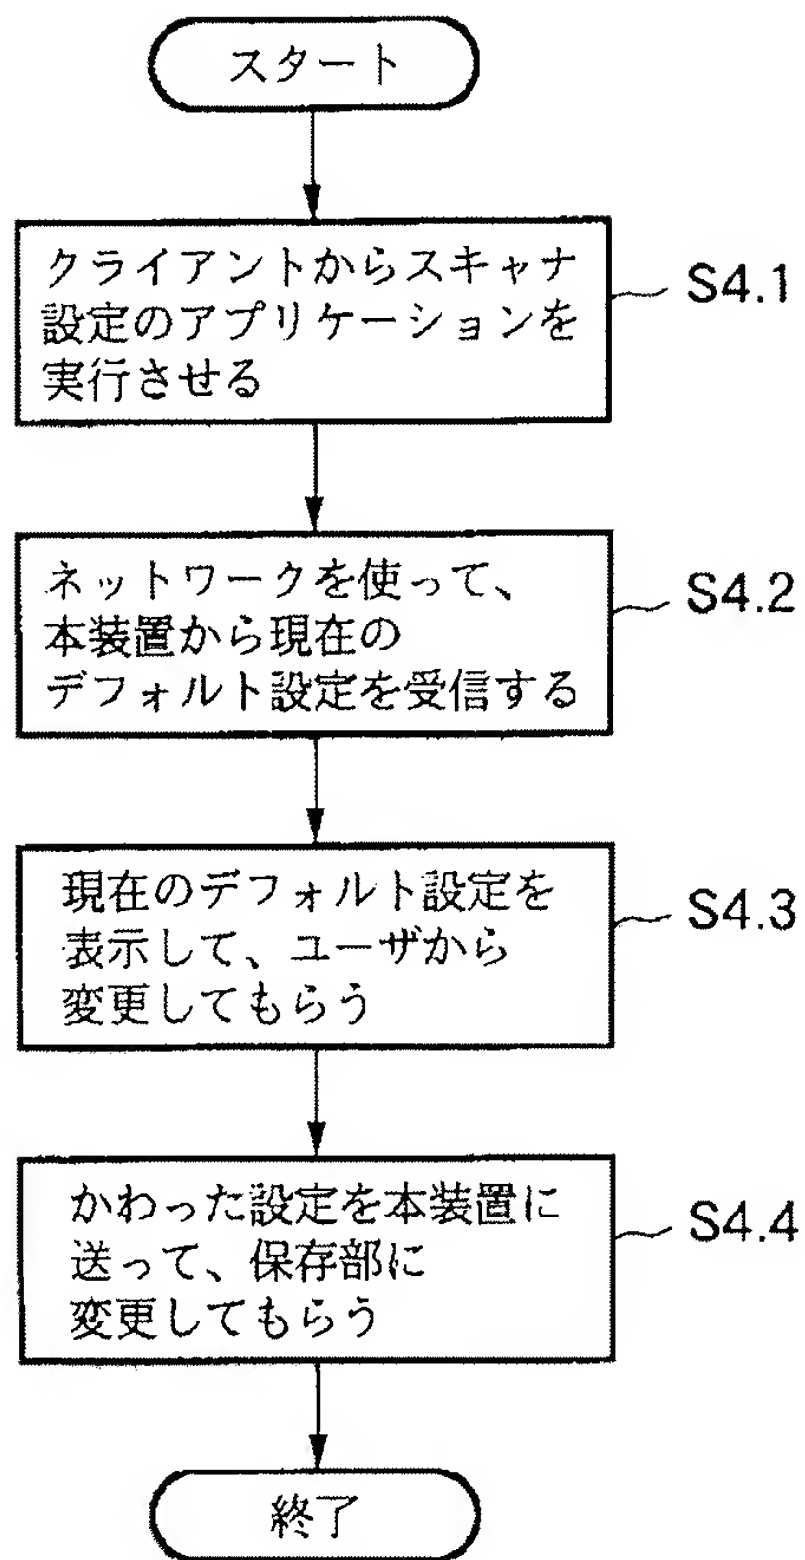 スタート
クライアントからスキャナ
設定のアプリケーションを
実行させる
S4.1
ネットワークを使って、
本装置から現在の
デフォルト設定を受信する
S4.2
現在のデフォルト設定を
表示して、ユーザから
変更してもらう
S4.3
かわった設定を本装置に
送って、保存部に
変更してもらう
S4.4
終了